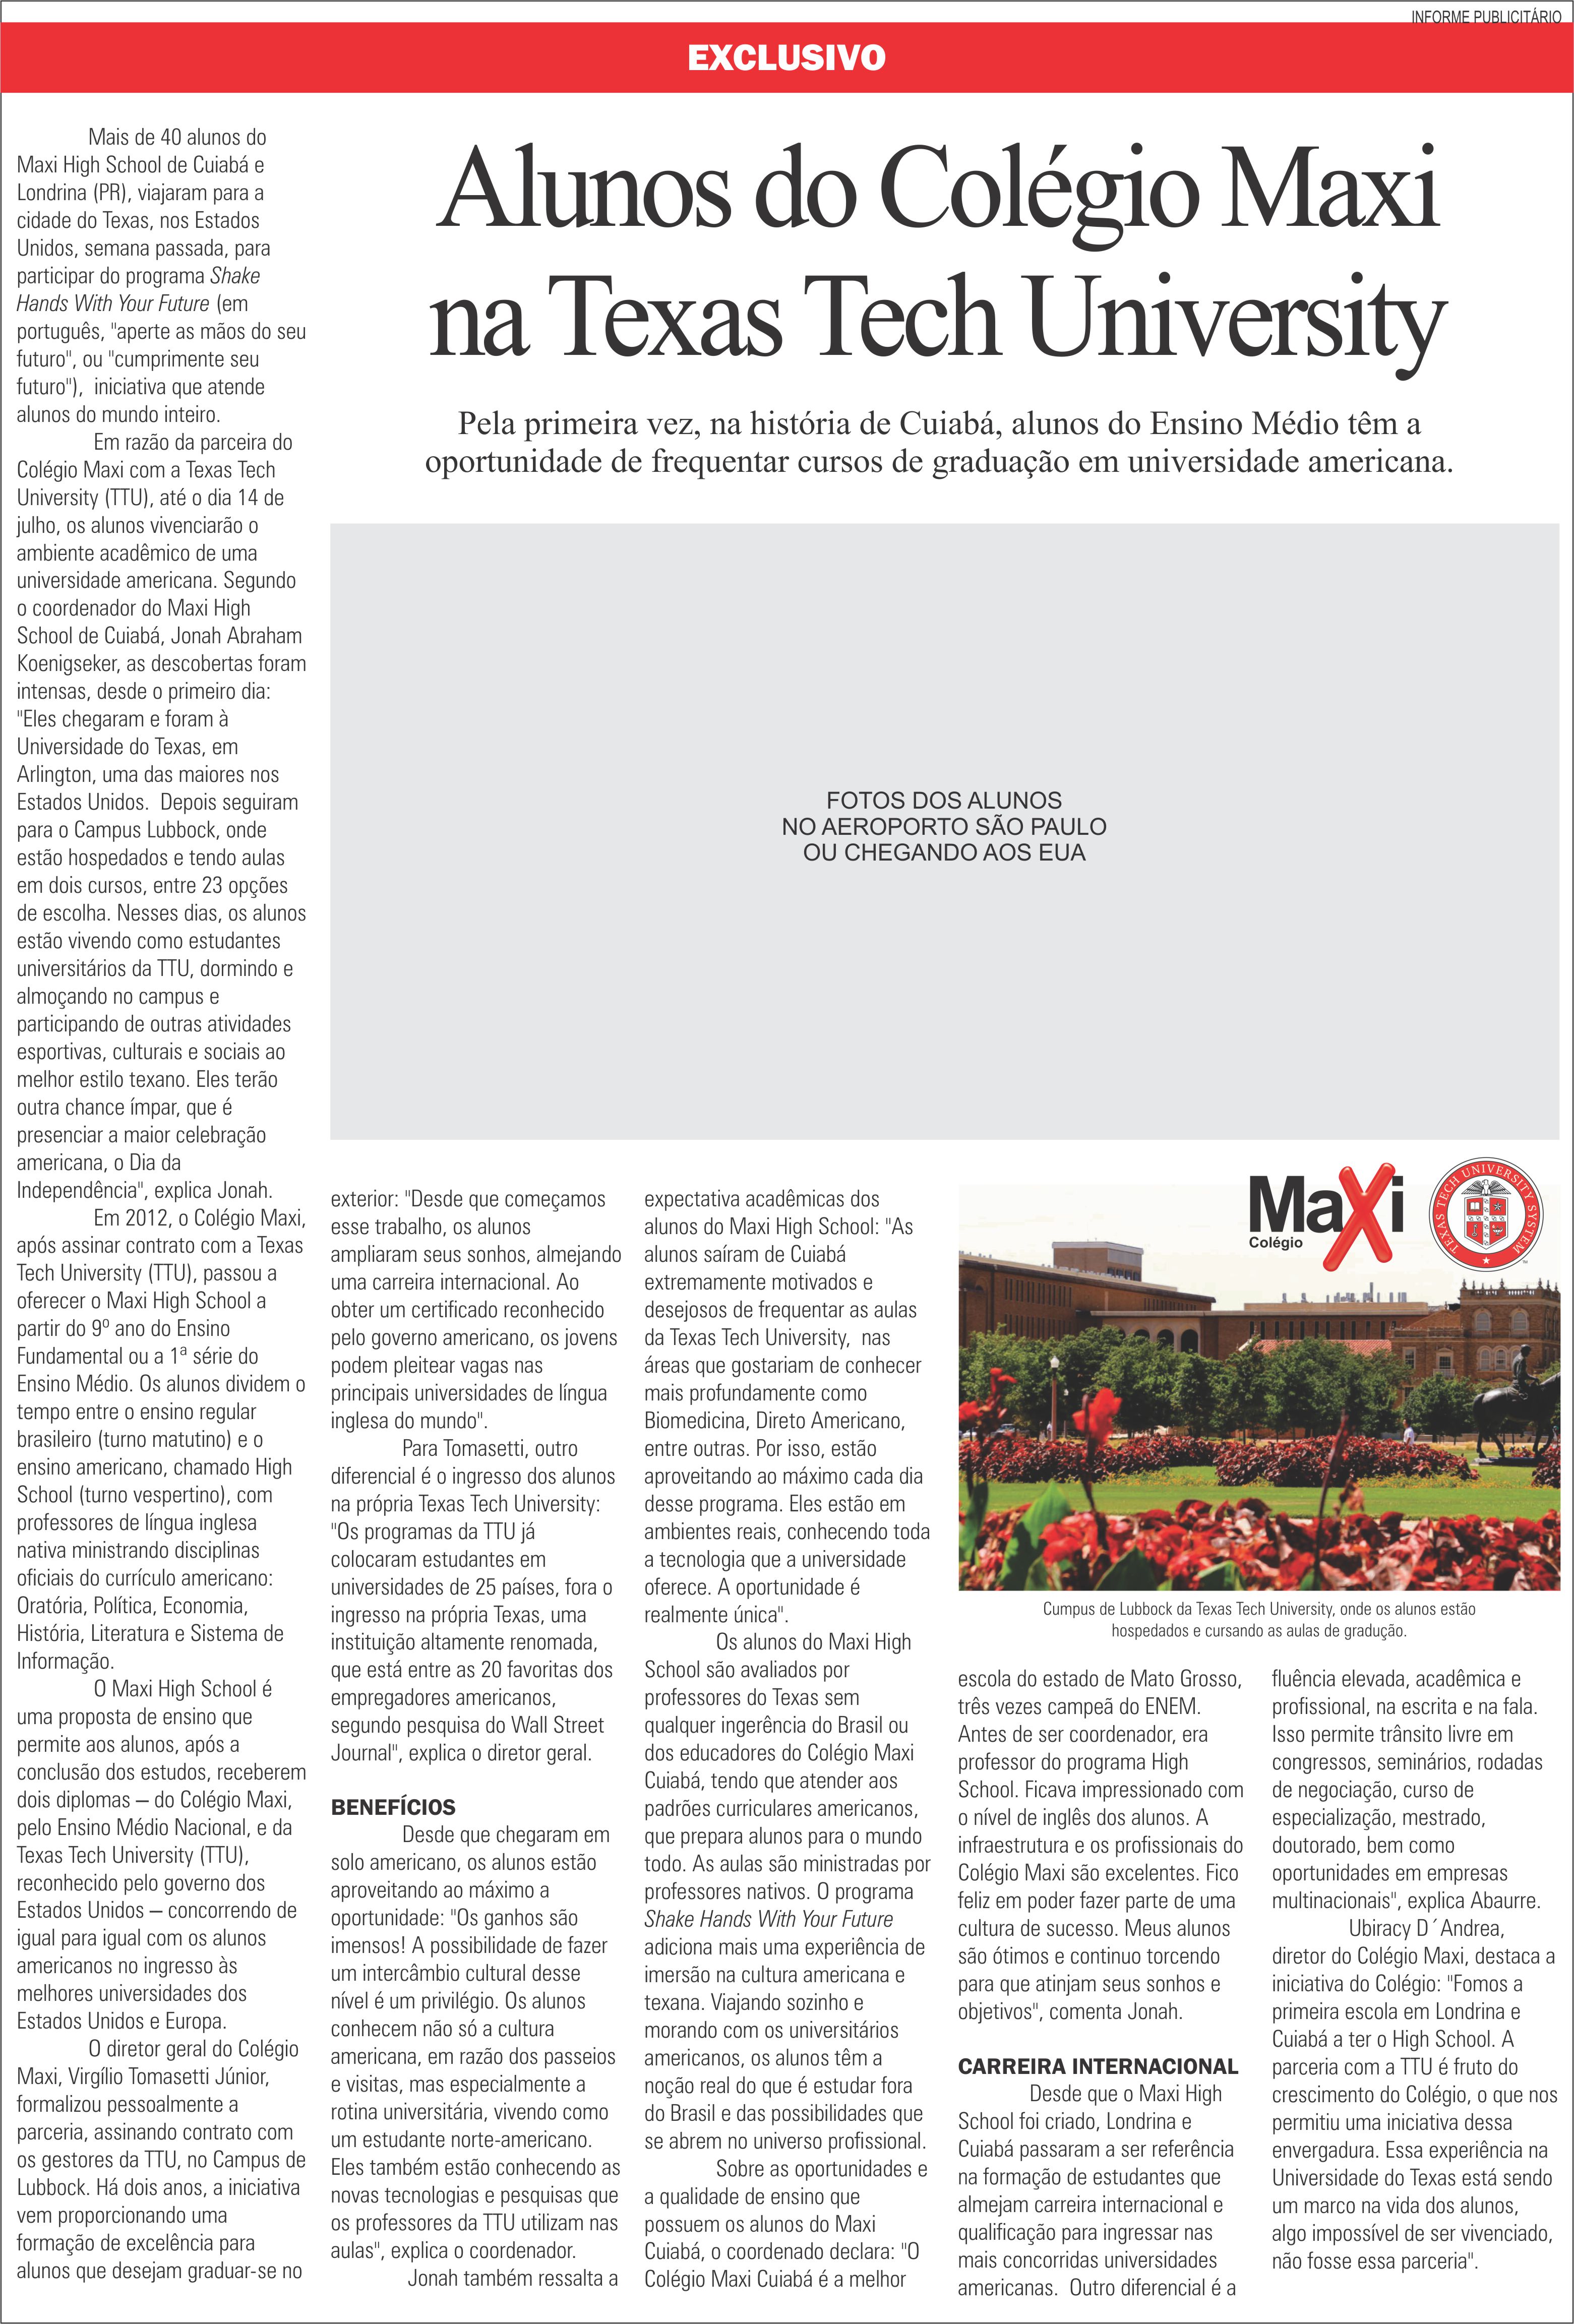 INFORME PUBLICITÁRIO
EXCLUSIVO
Alunos do Colégio Maxi
na Texas Tech University
Pela primeira vez, na história de Cuiabá, alunos do Ensino Médio têm a
oportunidade de frequentar cursos de graduação em universidade americana.
Mais de 40 alunos do
Maxi High School de Cuiabá e
Londrina (PR), viajaram para a
cidade do Texas, nos Estados
Unidos, semana passada, para
participar do programa Shake
Hands With Your Future (em
português, "aperte as mãos do seu
futuro", ou "cumprimente seu
futuro"), iniciativa que atende
alunos do mundo inteiro.
Em razão da parceira do
Colégio Maxi com a Texas Tech
University (TTU), até o dia 14 de
julho, os alunos vivenciarão o
ambiente acadêmico de uma
universidade americana. Segundo
o coordenador do Maxi High
School de Cuiabá, Jonah Abraham
Koenigseker, as descobertas foram
intensas, desde o primeiro dia:
"Eles chegaram e foram à
Universidade do Texas, em
Arlington, uma das maiores nos
Estados Unidos. Depois seguiram
para o Campus Lubbock, onde
estão hospedados e tendo aulas
em dois cursos, entre 23 opções
de escolha. Nesses dias, os alunos
estão vivendo como estudantes
universitários da TTU, dormindo e
almoçando no campus e
participando de outras atividades
esportivas, culturais e sociais ao
melhor estilo texano. Eles terão
outra chance ímpar, que é
presenciar a maior celebração
americana, o Dia da
Independência", explica Jonah.
Em 2012, o Colégio Maxi,
após assinar contrato com a Texas
Tech University (TTU), passou a
oferecer o Maxi High School a
partir do 9º ano do Ensino
Fundamental ou a 1ª série do
Ensino Médio. Os alunos dividem o
tempo entre o ensino regular
brasileiro (turno matutino) e o
ensino americano, chamado High
School (turno vespertino), com
professores de língua inglesa
nativa ministrando disciplinas
oficiais do currículo americano:
Oratória, Política, Economia,
História, Literatura e Sistema de
Informação.
O Maxi High School é
uma proposta de ensino que
permite aos alunos, após a
conclusão dos estudos, receberem
dois diplomas – do Colégio Maxi,
pelo Ensino Médio Nacional, e da
Texas Tech University (TTU),
reconhecido pelo governo dos
Estados Unidos – concorrendo de
igual para igual com os alunos
americanos no ingresso às
melhores universidades dos
Estados Unidos e Europa.
O diretor geral do Colégio
Maxi, Virgílio Tomasetti Júnior,
formalizou pessoalmente a
parceria, assinando contrato com
os gestores da TTU, no Campus de
Lubbock. Há dois anos, a iniciativa
vem proporcionando uma
formação de excelência para
alunos que desejam graduar-se no
FOTOS DOS ALUNOS
NO AEROPORTO SÃO PAULO
OU CHEGANDO AOS EUA
exterior: "Desde que começamos
esse trabalho, os alunos
ampliaram seus sonhos, almejando
uma carreira internacional. Ao
obter um certificado reconhecido
pelo governo americano, os jovens
podem pleitear vagas nas
principais universidades de língua
inglesa do mundo".
Para Tomasetti, outro
diferencial é o ingresso dos alunos
na própria Texas Tech University:
"Os programas da TTU já
colocaram estudantes em
universidades de 25 países, fora o
ingresso na própria Texas, uma
instituição altamente renomada,
que está entre as 20 favoritas dos
empregadores americanos,
segundo pesquisa do Wall Street
Journal", explica o diretor geral.
BENEFÍCIOS
Desde que chegaram em
solo americano, os alunos estão
aproveitando ao máximo a
oportunidade: "Os ganhos são
imensos! A possibilidade de fazer
um intercâmbio cultural desse
nível é um privilégio. Os alunos
conhecem não só a cultura
americana, em razão dos passeios
e visitas, mas especialmente a
rotina universitária, vivendo como
um estudante norte-americano.
Eles também estão conhecendo as
novas tecnologias e pesquisas que
os professores da TTU utilizam nas
aulas", explica o coordenador.
Jonah também ressalta a
expectativa acadêmicas dos
alunos do Maxi High School: "As
alunos saíram de Cuiabá
extremamente motivados e
desejosos de frequentar as aulas
da Texas Tech University, nas
áreas que gostariam de conhecer
mais profundamente como
Biomedicina, Direto Americano,
entre outras. Por isso, estão
aproveitando ao máximo cada dia
desse programa. Eles estão em
ambientes reais, conhecendo toda
a tecnologia que a universidade
oferece. A oportunidade é
realmente única".
Os alunos do Maxi High
School são avaliados por
professores do Texas sem
qualquer ingerência do Brasil ou
dos educadores do Colégio Maxi
Cuiabá, tendo que atender aos
padrões curriculares americanos,
que prepara alunos para o mundo
todo. As aulas são ministradas por
professores nativos. O programa
Shake Hands With Your Future
adiciona mais uma experiência de
imersão na cultura americana e
texana. Viajando sozinho e
morando com os universitários
americanos, os alunos têm a
noção real do que é estudar fora
do Brasil e das possibilidades que
se abrem no universo profissional.
Sobre as oportunidades e
a qualidade de ensino que
possuem os alunos do Maxi
Cuiabá, o coordenado declara: "O
Colégio Maxi Cuiabá é a melhor
MaXi
Colégio
TEXAS TECH UNIVERSITY SYSTEM
Cumpus de Lubbock da Texas Tech University, onde os alunos estão
hospedados e cursando as aulas de gradução.
escola do estado de Mato Grosso,
três vezes campeã do ENEM.
Antes de ser coordenador, era
professor do programa High
School. Ficava impressionado com
o nível de inglês dos alunos. A
infraestrutura e os profissionais do
Colégio Maxi são excelentes. Fico
feliz em poder fazer parte de uma
cultura de sucesso. Meus alunos
são ótimos e continuo torcendo
para que atinjam seus sonhos e
objetivos", comenta Jonah.
CARREIRA INTERNACIONAL
Desde que o Maxi High
School foi criado, Londrina e
Cuiabá passaram a ser referência
na formação de estudantes que
almejam carreira internacional e
qualificação para ingressar nas
mais concorridas universidades
americanas. Outro diferencial é a
fluência elevada, acadêmica e
profissional, na escrita e na fala.
Isso permite trânsito livre em
congressos, seminários, rodadas
de negociação, curso de
especialização, mestrado,
doutorado, bem como
oportunidades em empresas
multinacionais", explica Abaurre.
Ubiracy D´Andrea,
diretor do Colégio Maxi, destaca a
iniciativa do Colégio: "Fomos a
primeira escola em Londrina e
Cuiabá a ter o High School. A
parceria com a TTU é fruto do
crescimento do Colégio, o que nos
permitiu uma iniciativa dessa
envergadura. Essa experiência na
Universidade do Texas está sendo
um marco na vida dos alunos,
algo impossível de ser vivenciado,
não fosse essa parceria".